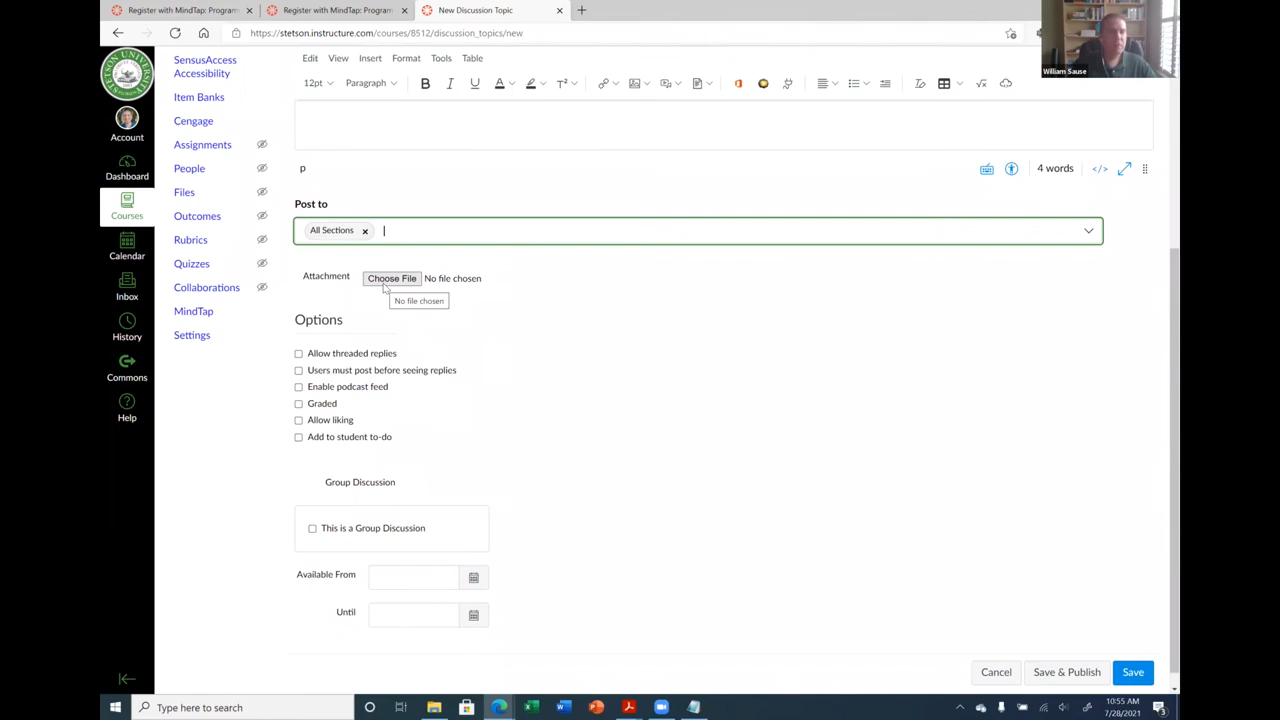 Register with MindTap: Program
Register with MindTap: Program
New Discussion Topic
https://stetson.instructure.com/courses/8512/discussion_topics/new
William Sause
STETSON UNIVERSITY
Account
Dashboard
Courses
Calendar
Inbox
History
Commons
Help
SensusAccess
Accessibility
Item Banks
Cengage
Assignments
People
Files
Outcomes
Rubrics
Quizzes
Collaborations
MindTap
Settings
Edit View Insert Format Tools Table
12pt Paragraph B I U A T²
p
4 words </>
Post to
All Sections x
Attachment Choose File No file chosen
No file chosen
Options
Allow threaded replies
Users must post before seeing replies
Enable podcast feed
Graded
Allow liking
Add to student to-do
Group Discussion
This is a Group Discussion
Available From
Until
Cancel Save & Publish Save
Type here to search
10:55 AM
7/28/2021
3